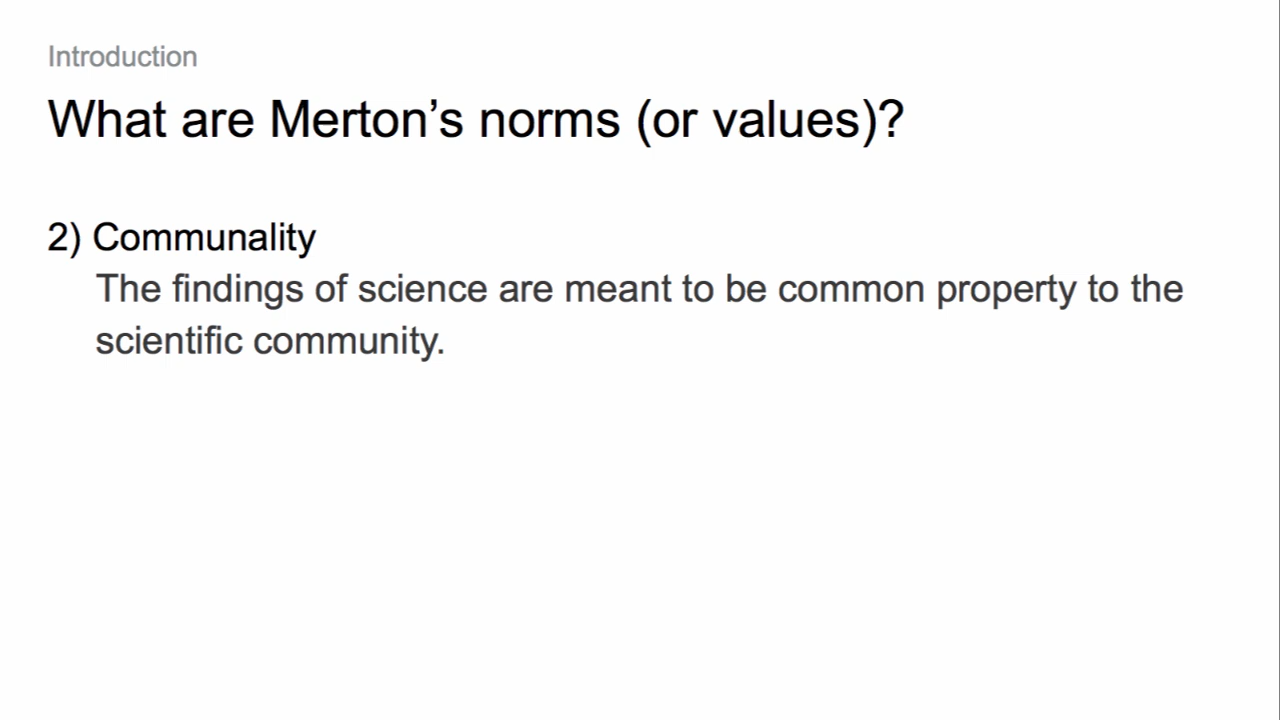 Introduction
What are Merton’s norms (or values)?
2) Communality
The findings of science are meant to be common property to the
scientific community.